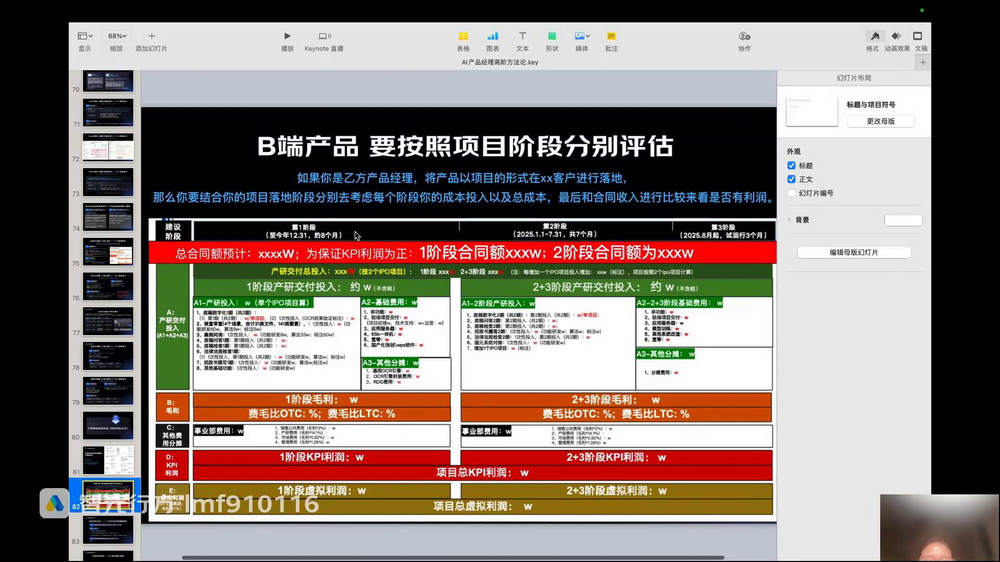 68%
显示
缩放
添加幻灯片
播放
Keynote 直播
表格
图表
文本
形状
媒体
批注
协作
格式
动画效果
文稿
AI产品经理高阶方法论.key
70
71
72
73
74
75
76
77
78
79
80
81
82
83
B端产品 要按照项目阶段分别评估
如果你是乙方产品经理，将产品以项目的形式在xx客户进行落地，
那么你要结合你的项目落地阶段分别去考虑每个阶段你的成本投入以及总成本，最后和合同收入进行比较来看是否有利润。
建设
阶段
第1阶段
（至今年12.31，约8个月）
第2阶段
（2025.1.1-7.31，共7个月）
第3阶段
（2025.8月起，试运行3个月）
总合同额预计：xxxxW；为保证KPI利润为正：1阶段合同额xxxw；2阶段合同额为xxxw
产研交付总投入：xxxW（按2个IPO项目）： 1阶段 xxxw 2+3阶段 xxxw （注：每增加一个IPO项目投入增加：xxw（标注），项目按照2个ipo项目计算）
A：
产研交付
投入
(A1+A2+A3)
1阶段产研交付投入： 约 w（不含税）
A1-产研投入：w（单个IPO项目算）
1、底稿数字化1期（共2期）：
（1）第1期（共2期）：w/单项目；（2）1次性投入（OCR效果验证标注）：w
2、核查审查(4个场景，合计31类文件，141类要素），：1次性投入：w（功
能研发60w，算法9w；标注5w）
3、案例问询：1次性投入：w（功能研发8w，算法33w；标注60w）
4、底稿问答1期：第1期投入（共2期）：w；
5、底稿检索1期：第1期投入（共2期）：w；
6、法律法规检索1期：
（1）1次性投入，第1期投入（共2期）：w（功能研发w，算法w；标注w）
7、招股书撰写1期：1次性投入：w（功能研发w，算法w;标注w）
8、其他基础功能：1次性投入：w（功能研发w）
A2-基础费用：w
1、非功能：w
2、驻场项目交付：w
（项目经理w，技术支持：w+运营：w）
3、应用服务器：w
4、65b一体机：w
5、宽带：w
6、国产化信创\wps软件：w
A3-其他分摊：w
1、通用OCR引擎：w
2、OCR引擎封装费用：w
3、RDG费用：w
2+3阶段产研交付投入： 约 w（不含税）
A1-2阶段产研投入：w
1、底稿数字化2期（共2期）：第2期投入（共2期）：w/单项目；
2、底稿问答2期：第2期投入（共2期）：w；
3、底稿检索2期：第2期投入（共2期）：w；
4、招股书撰写2期：1次性投入：w（功能研发w；算法w；标注w）
5、法律法规检索2期：1次性投入，第2期投入（共2期）：w
6、国元系统对接：1次性投入：w（功能研发w）
7、增加1个IPO项目：w（标注）
A2-2+3阶段基础费用：w
1、非功能：w
2、驻场项目交付：w
3、应用服务器：w
4、模型训练：w
5、其他系统改造：w
6、宽带：w
A3-其他分摊：w
1、分摊费用：w
B：
毛利
1阶段毛利： w
费毛比OTC: %；费毛比LTC: %
2+3阶段毛利： w
费毛比OTC: %；费毛比LTC: %
C：
其他费
用分摊
事业部费用：w
1、销售公共费用（毛利*2%）：w
2、产研费用（毛利*14.1%）：
3、市场费用（毛利*0.82%）：w
4、管理费用（毛利*1.28%）w
事业部费用：w
1、销售公共费用（毛利*2%）：w
2、产研费用（毛利*14.1%）：
3、市场费用（毛利*0.82%）：w
4、管理费用（毛利*1.28%）w
D：
KPI
利润
1阶段KPI利润： w
2+3阶段KPI利润： w
项目总KPI利润： w
E：
虚拟利润
1阶段虚拟利润：w
2+3阶段虚拟利润：w
项目总虚拟利润： w
幻灯片布局
标题与项目符号
更改母版
外观
标题
正文
幻灯片编号
背景
编辑母版幻灯片